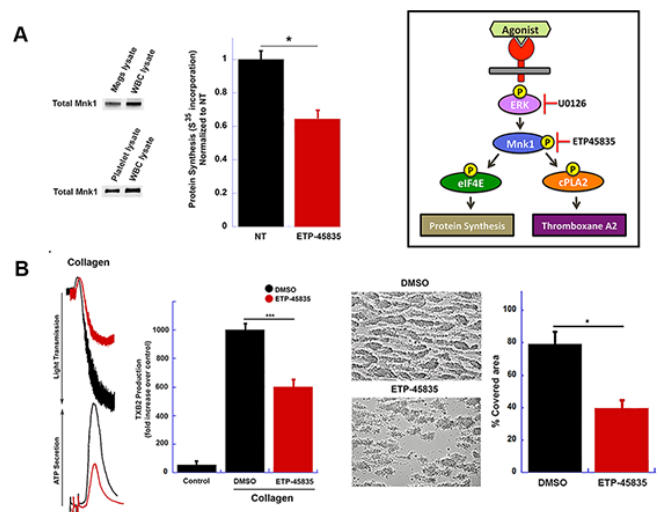 A
Megs lysate
WBC lysate
Total Mnk1
Platelet lysate
WBC lysate
Total Mnk1
Protein Synthesis (S35 incorporation)
Normalized to NT
*
1
0.8
0.6
0.4
0.2
0
NT
ETP-45835
Agonist
P
ERK
U0126
Mnk1
P
ETP45835
P
P
eIF4E
cPLA2
Protein Synthesis
Thromboxane A2
B
Collagen
Light Transmission
ATP Secretion
DMSO
ETP-45835
TXB2 Production
(fold increase over control)
***
1000
800
600
400
200
0
Control
DMSO
ETP-45835
Collagen
DMSO
ETP-45835
% Covered area
*
80
60
40
20
0
DMSO
ETP-45835